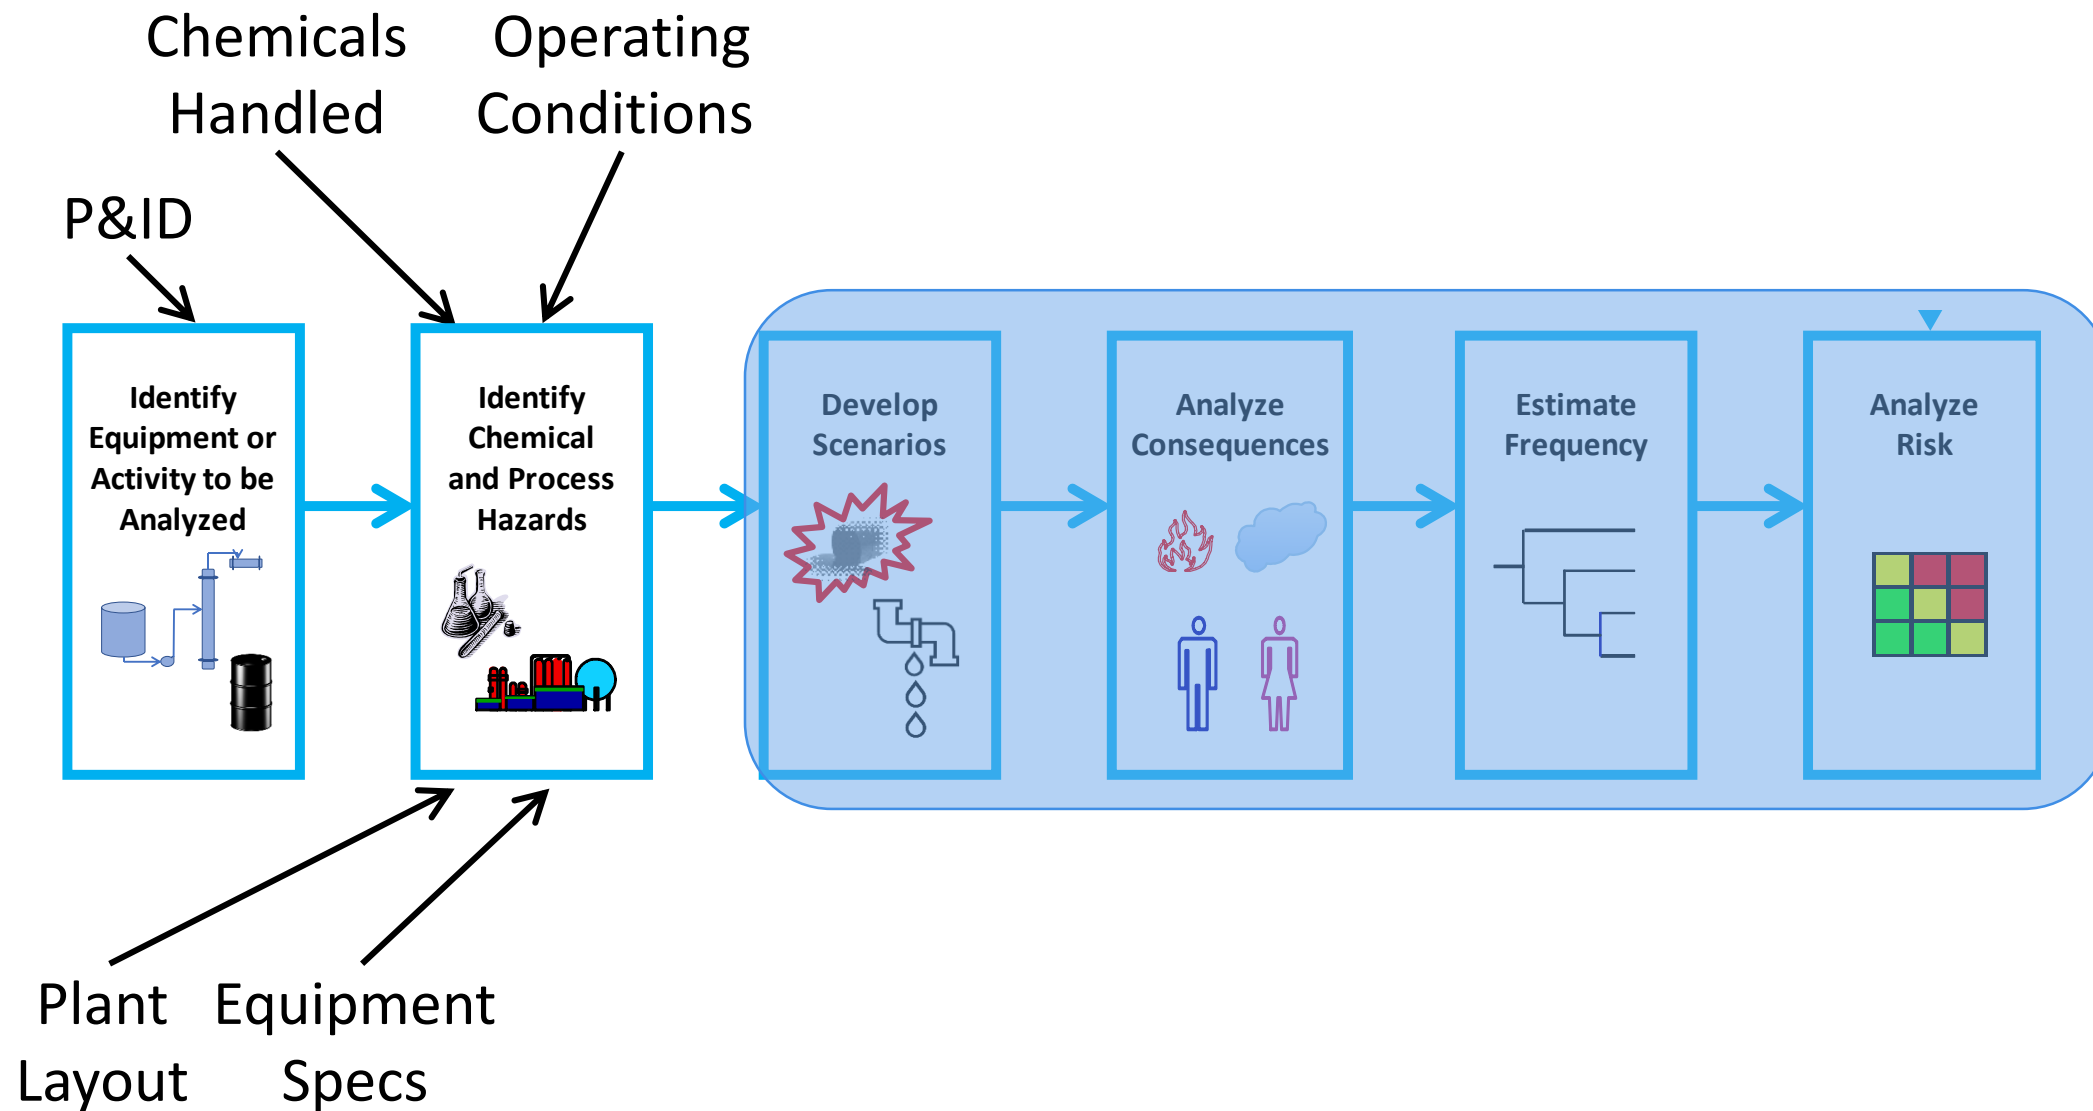 Chemicals
Handled
Operating
Conditions
P&ID
Identify
Equipment or
Activity to be
Analyzed
Identify
Chemical
and Process
Hazards
Develop
Scenarios
Analyze
Consequences
Estimate
Frequency
Analyze
Risk
Plant
Layout
Equipment
Specs